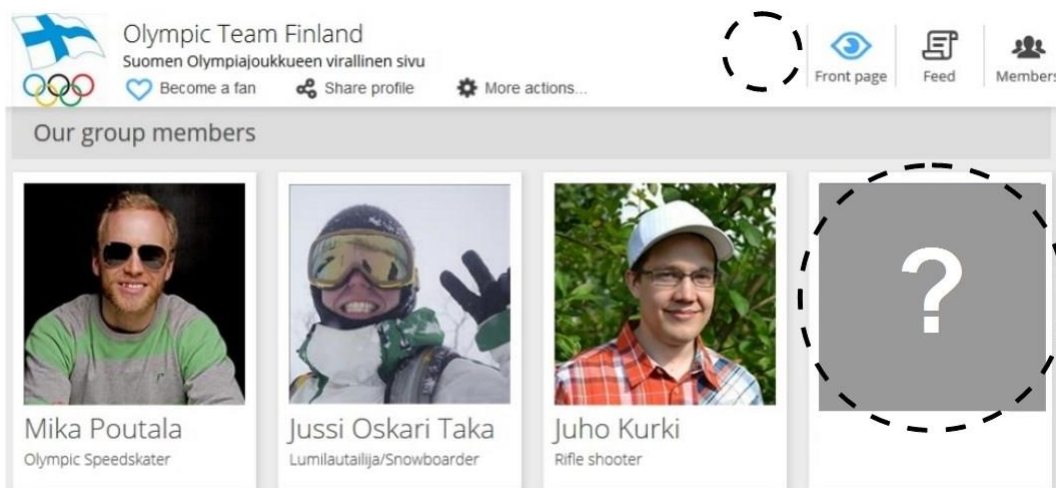 Olympic Team Finland
Suomen Olympiajoukkueen virallinen sivu
Become a fan Share profile More actions...
Front page Feed Members
Our group members
?
Mika Poutala Jussi Oskari Taka Juho Kurki
Olympic Speedskater Lumilautailija/Snowboarder Rifle shooter